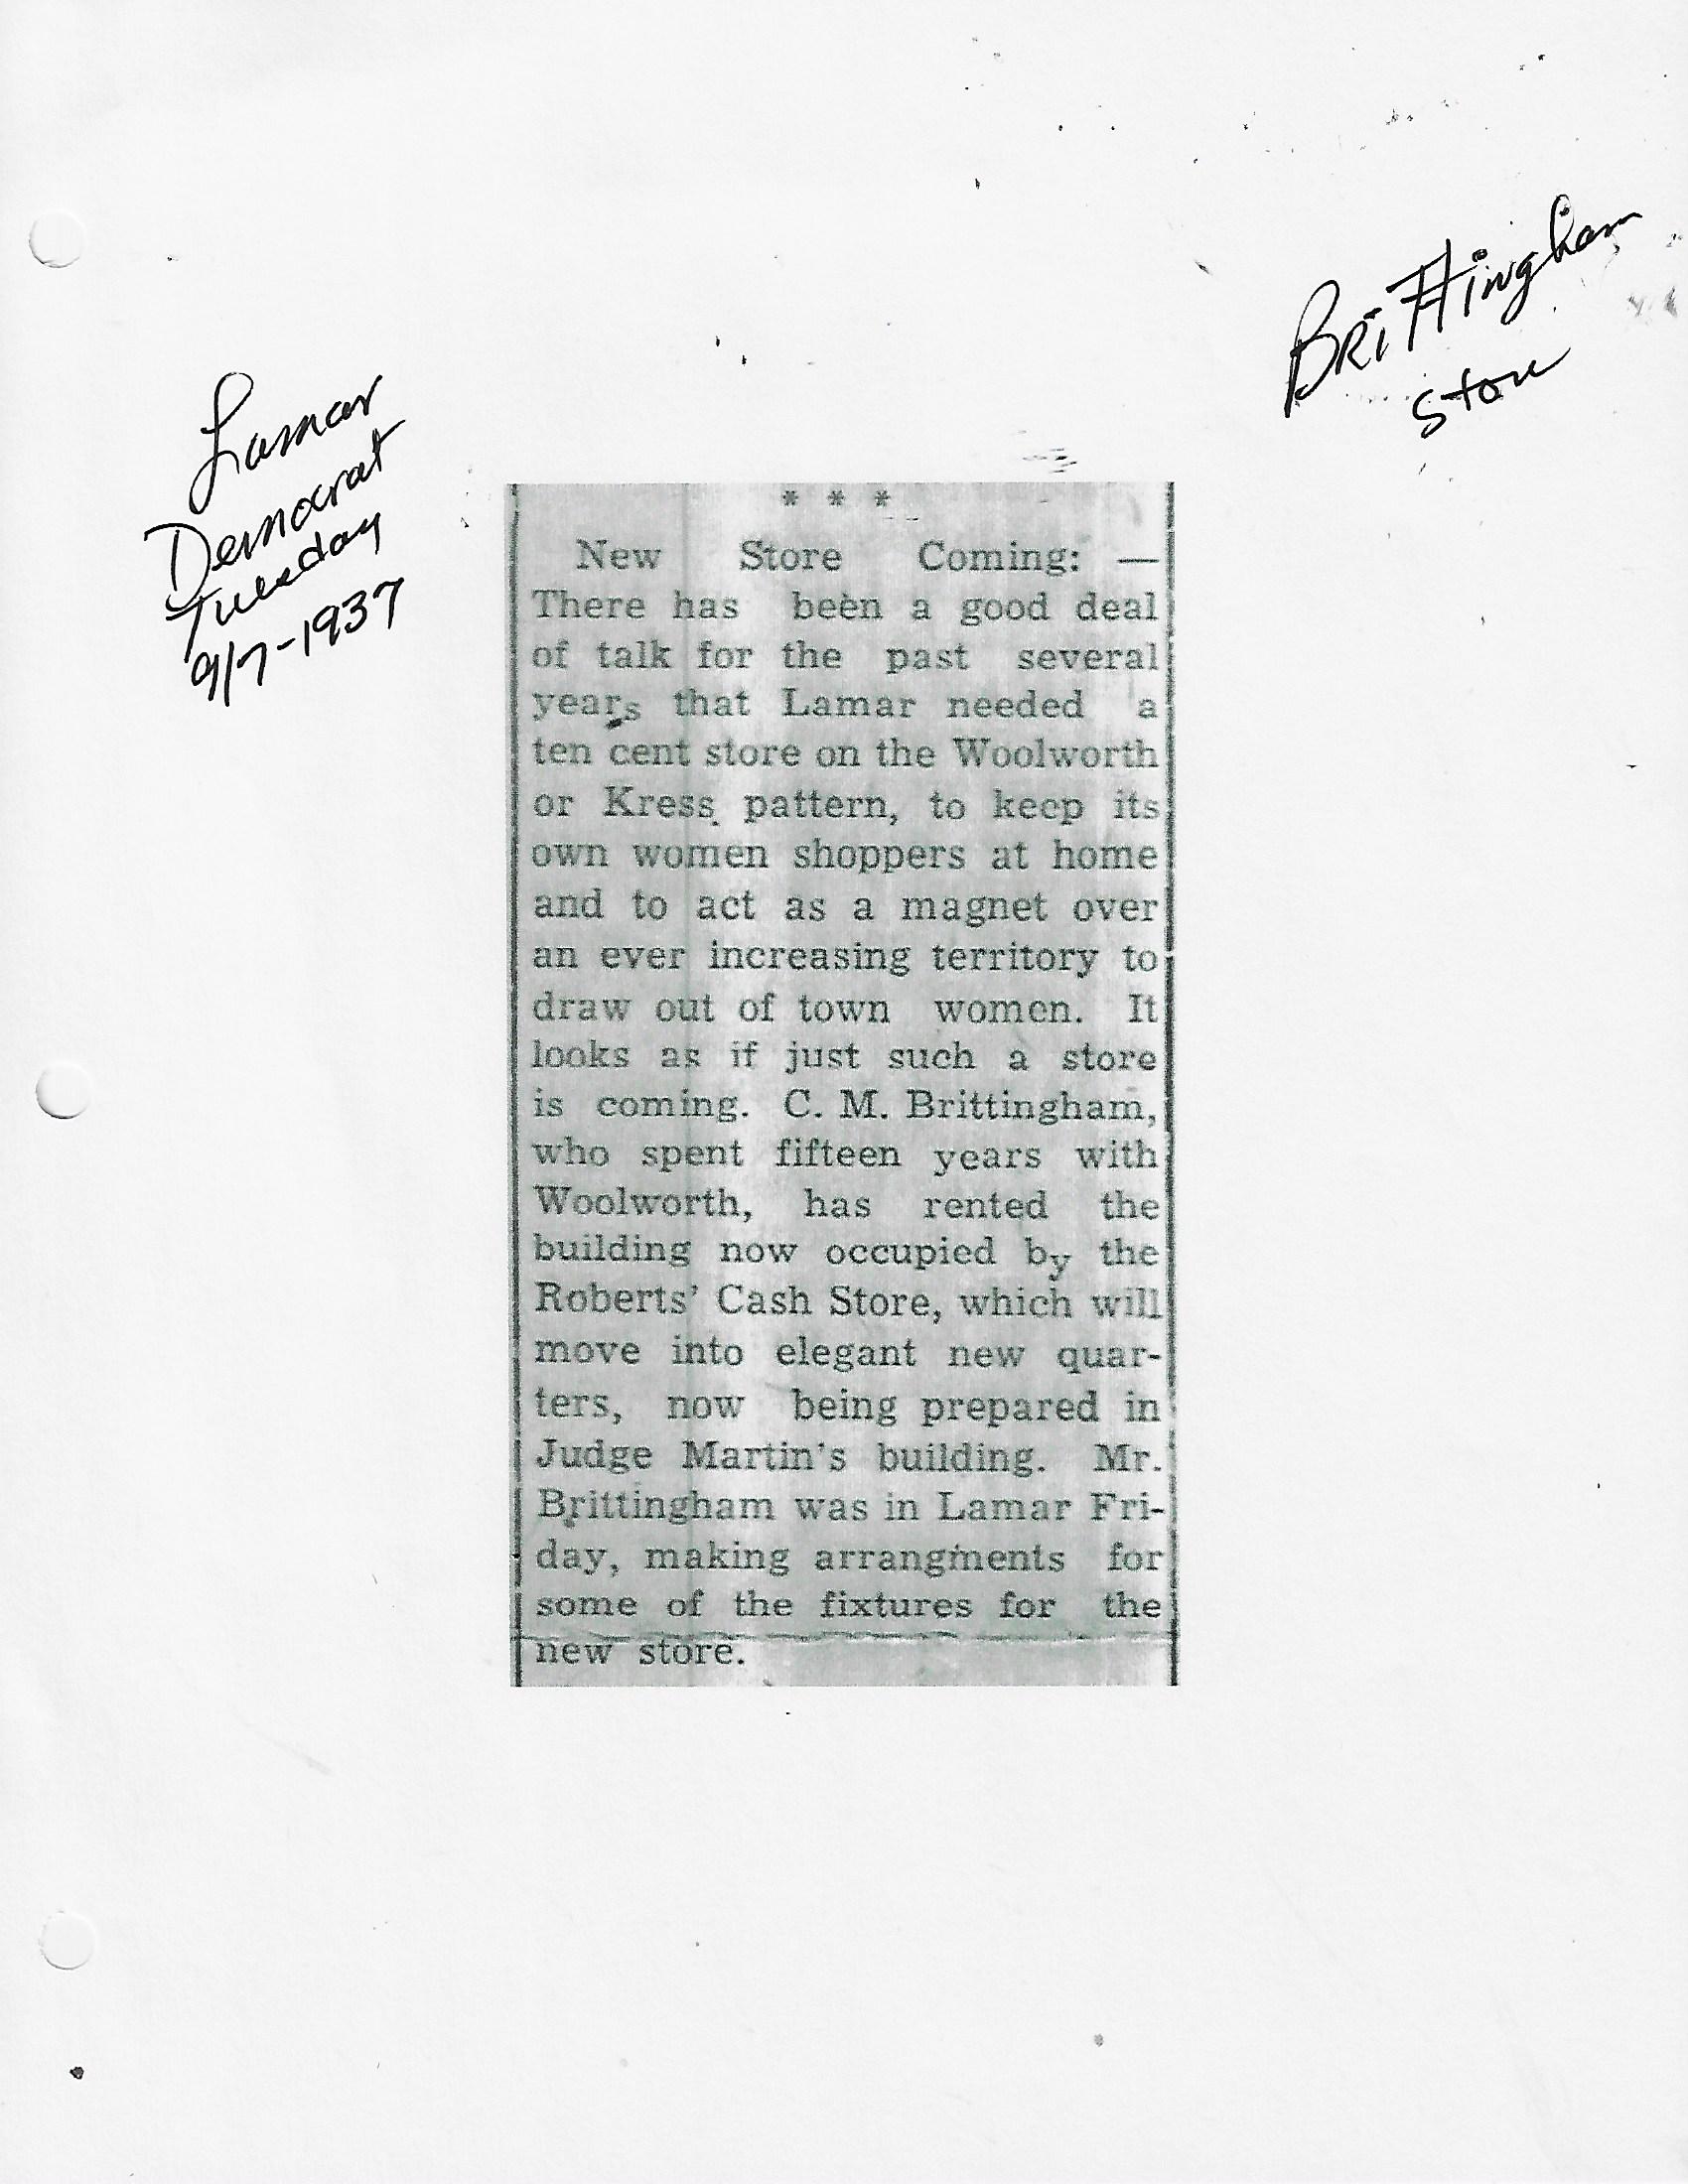 Brittingham
Store
Lamar
Democrat
Tuesday
9/7-1937
* * *
New Store Coming: —
There has been a good deal
of talk for the past several
years that Lamar needed a
ten cent store on the Woolworth
or Kress pattern, to keep its
own women shoppers at home
and to act as a magnet over
an ever increasing territory to
draw out of town women. It
looks as if just such a store
is coming. C. M. Brittingham,
who spent fifteen years with
Woolworth, has rented the
building now occupied by the
Roberts' Cash Store, which will
move into elegant new quar-
ters, now being prepared in
Judge Martin's building. Mr.
Brittingham was in Lamar Fri-
day, making arrangments for
some of the fixtures for the
new store.